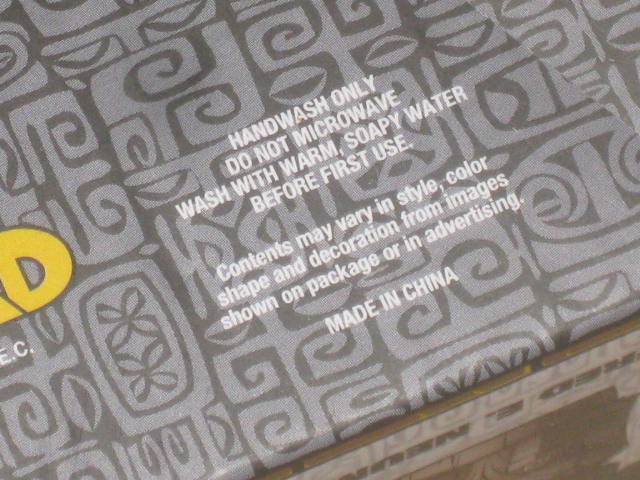 HANDWASH ONLY
DO NOT MICROWAVE
WASH WITH WARM, SOAPY WATER
BEFORE FIRST USE.
Contents may vary in style, color
shape and decoration from images
shown on package or in advertising.
MADE IN CHINA
RD
E.C.